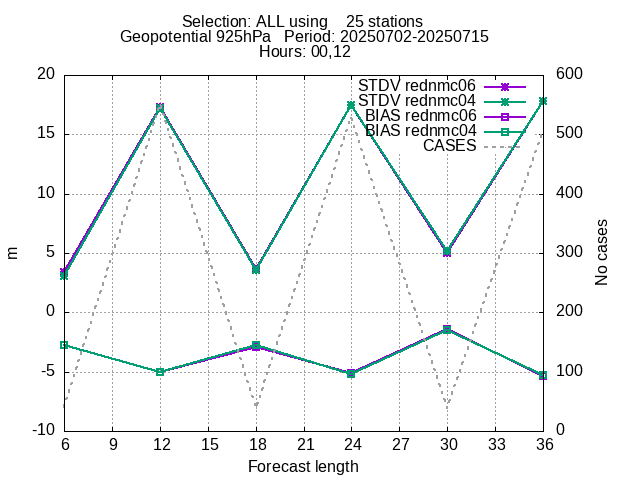 Selection: ALL using    25 stations
Geopotential 925hPa   Period: 20250702-20250715
Hours: 00,12
STDV rednmc06
STDV rednmc04
BIAS rednmc06
BIAS rednmc04
CASES
20
15
10
5
0
-5
-10
m
600
500
400
300
200
100
0
No cases
6 9 12 15 18 21 24 27 30 33 36
Forecast length